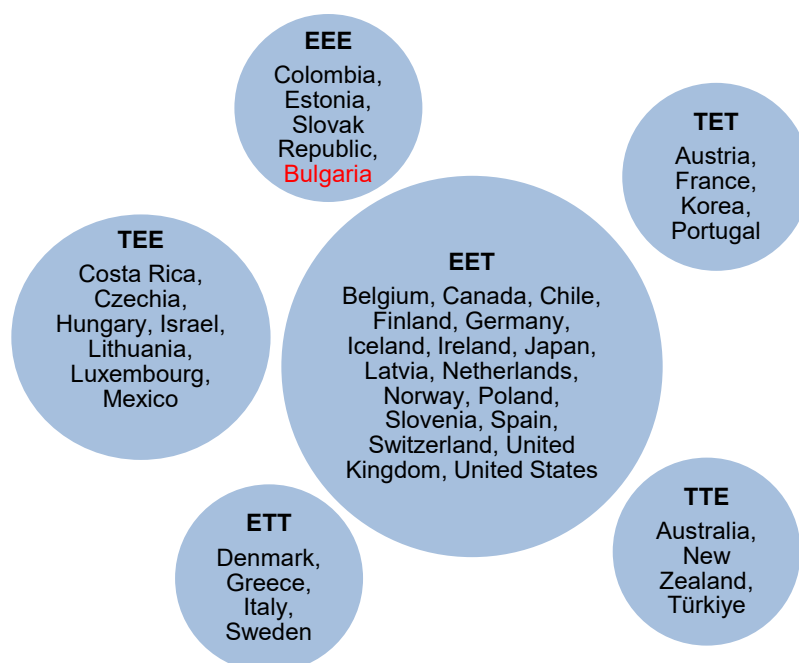 EEE
Colombia,
Estonia,
Slovak
Republic,
Bulgaria
TET
Austria,
France,
Korea,
Portugal
TEE
Costa Rica,
Czechia,
Hungary, Israel,
Lithuania,
Luxembourg,
Mexico
EET
Belgium, Canada, Chile,
Finland, Germany,
Iceland, Ireland, Japan,
Latvia, Netherlands,
Norway, Poland,
Slovenia, Spain,
Switzerland, United
Kingdom, United States
ETT
Denmark,
Greece,
Italy,
Sweden
TTE
Australia,
New
Zealand,
Türkiye